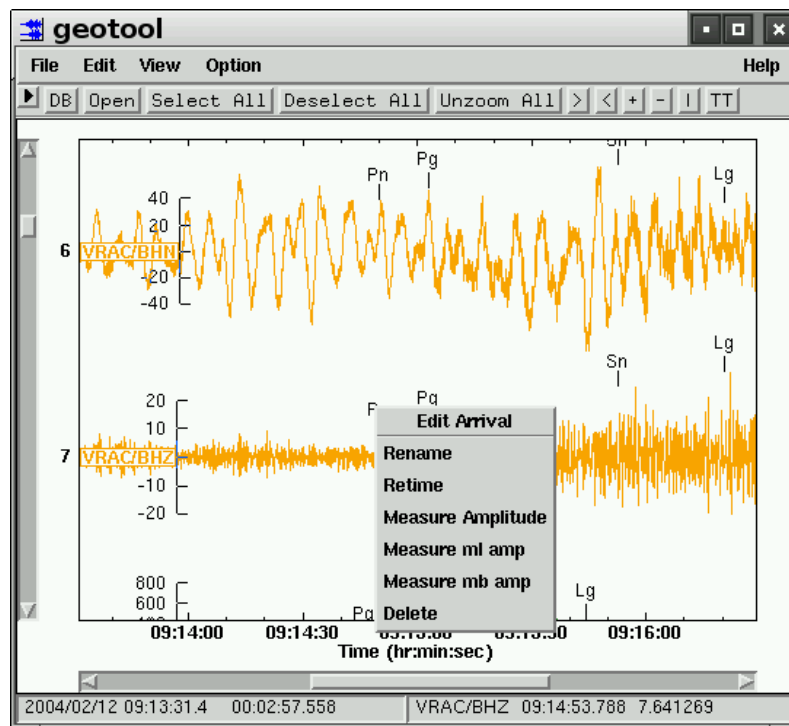 geotool
File Edit View Option Help
DB Open Select All Deselect All Unzoom All > < + - | TT
Pn Pg Sn Lg
40
20
6 VRAC/BHN 0
-20
-40
Sn Lg
20 Pg
10 Edit Arrival
7 VRAC/BHZ 0 Rename
-10 Retime
-20 Measure Amplitude
Measure ml amp
800 Measure mb amp Lg
600 Delete
09:14:00 09:14:30 09:16:00
Time (hr:min:sec)
2004/02/12 09:13:31.4 00:02:57.558 VRAC/BHZ 09:14:53.788 7.641269